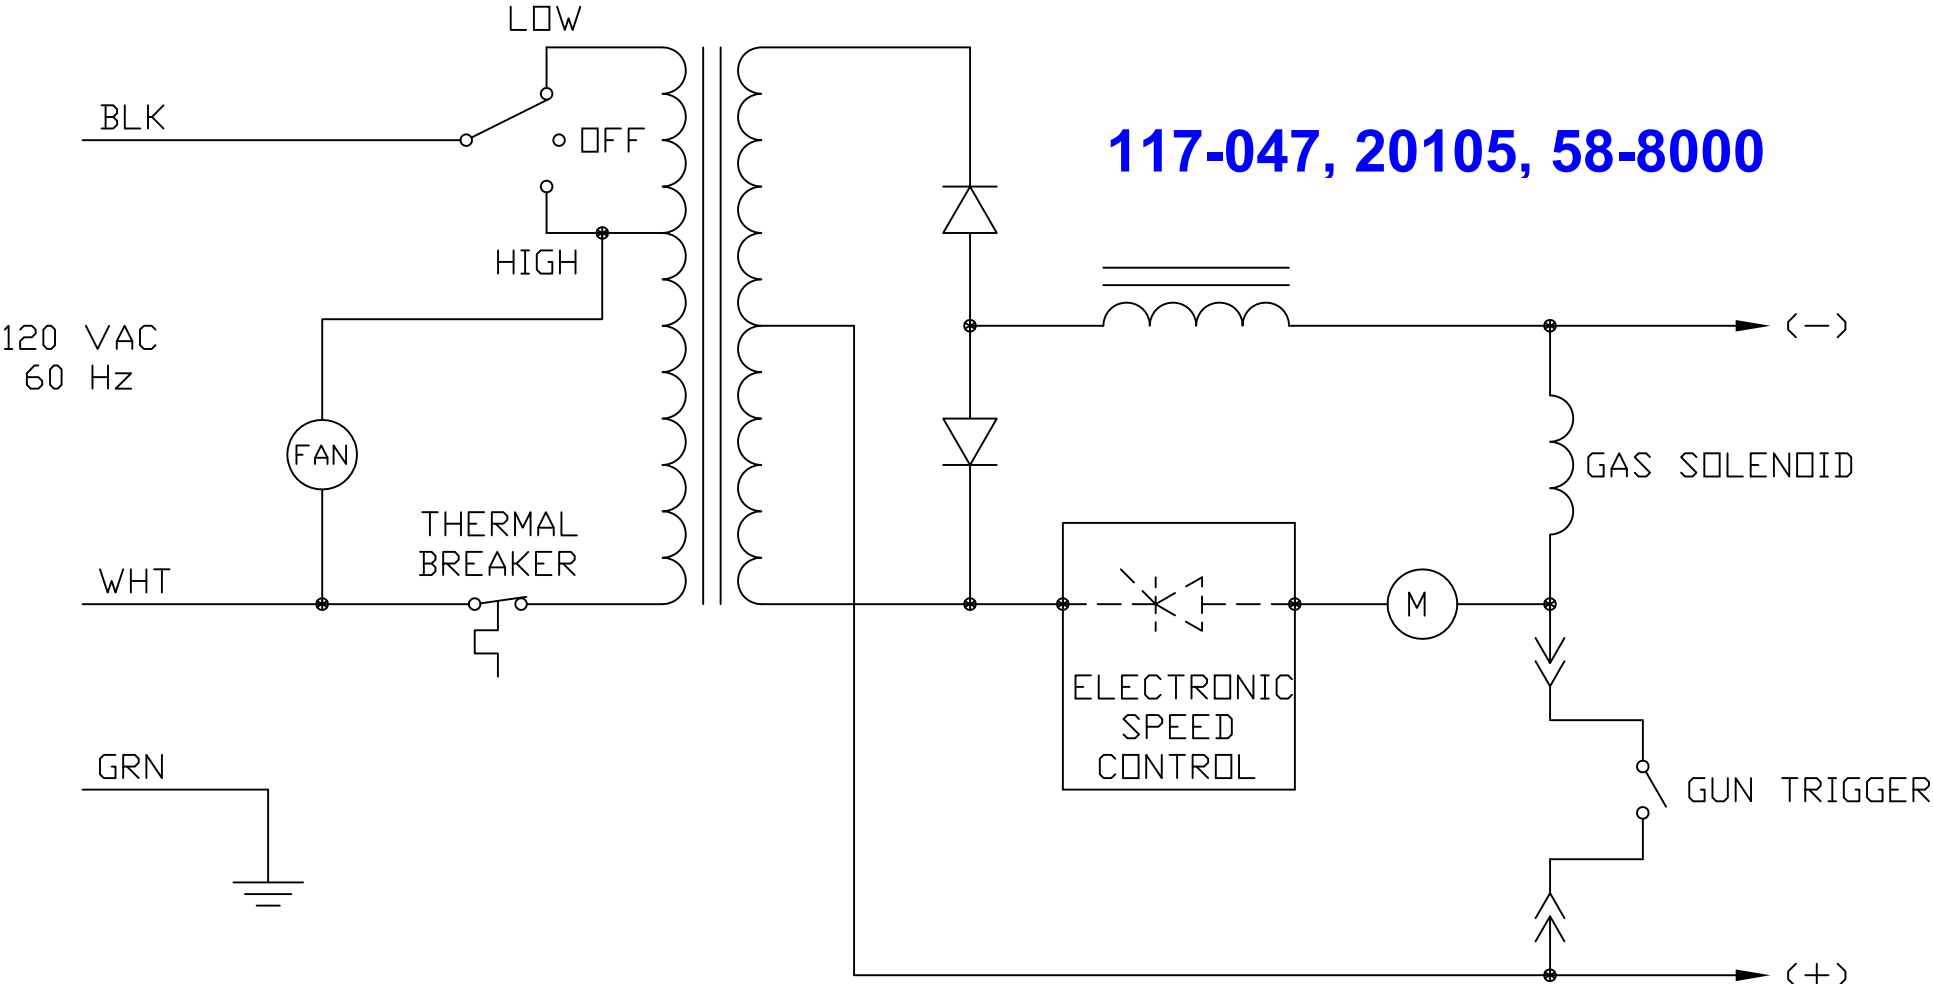 LOW
BLK
OFF
117-047, 20105, 58-8000
HIGH
120 VAC
60 Hz
(-)
FAN
GAS SOLENOID
THERMAL
BREAKER
WHT
M
ELECTRONIC
SPEED
CONTROL
GRN
GUN TRIGGER
(+)